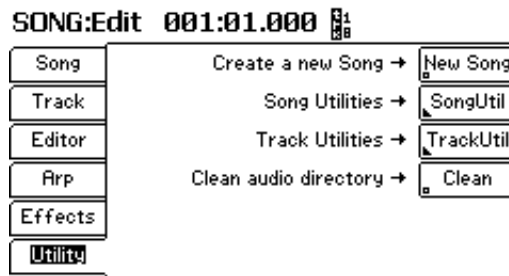 SONG:Edit 001:01.000
Song
Create a new Song → New Song
Track
Song Utilities → SongUtil
Editor
Track Utilities → TrackUtil
Arp
Clean audio directory → Clean
Effects
Utility